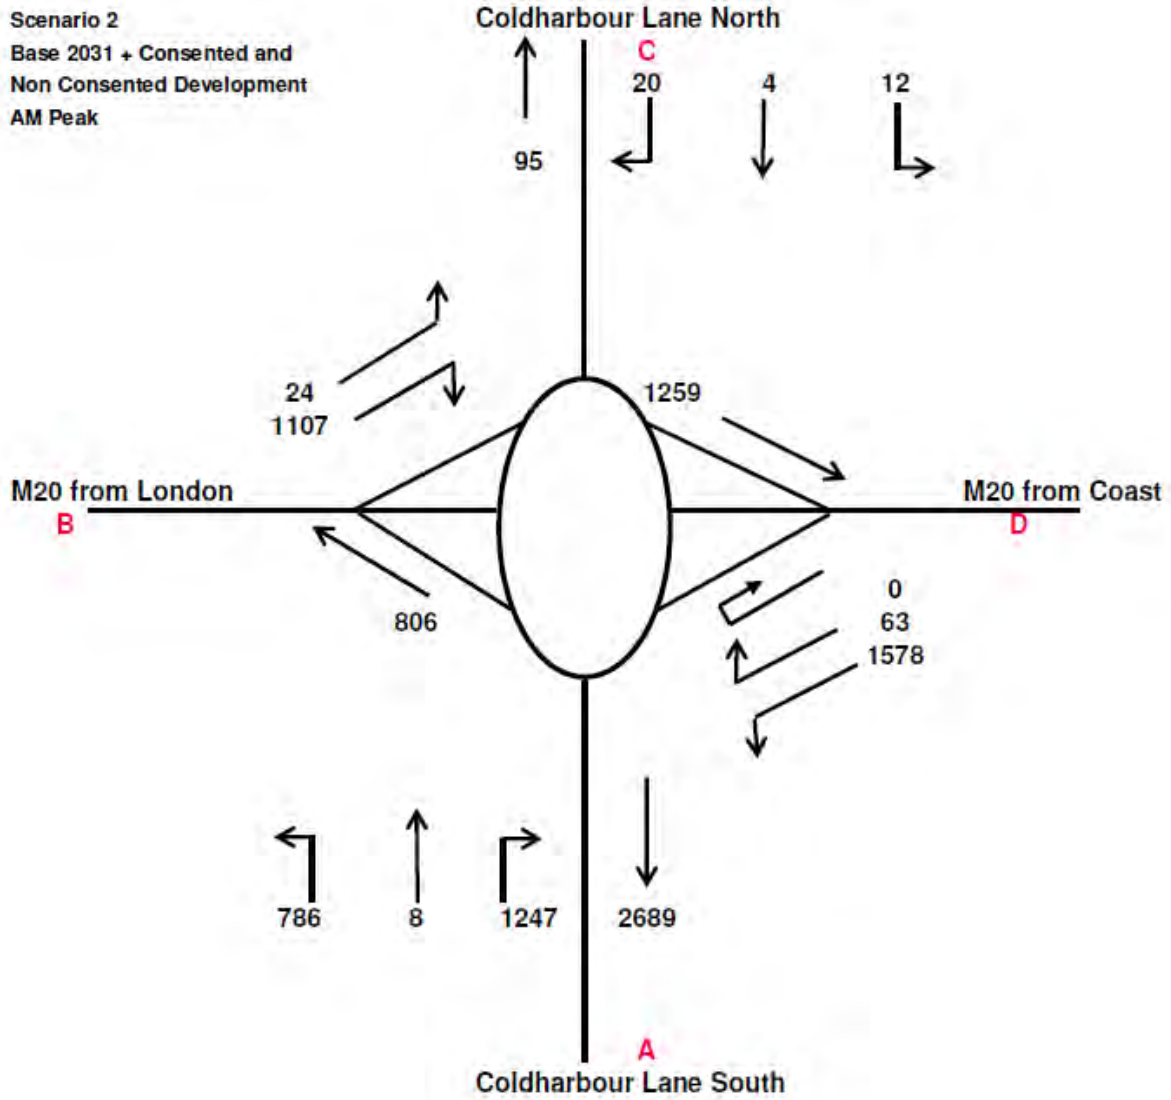 Scenario 2
Base 2031 + Consented and
Non Consented Development
AM Peak
Coldharbour Lane North
C
20 4 12
95
24
1107
1259
M20 from London
B
M20 from Coast
D
806
0
63
1578
786 8 1247 2689
A
Coldharbour Lane South